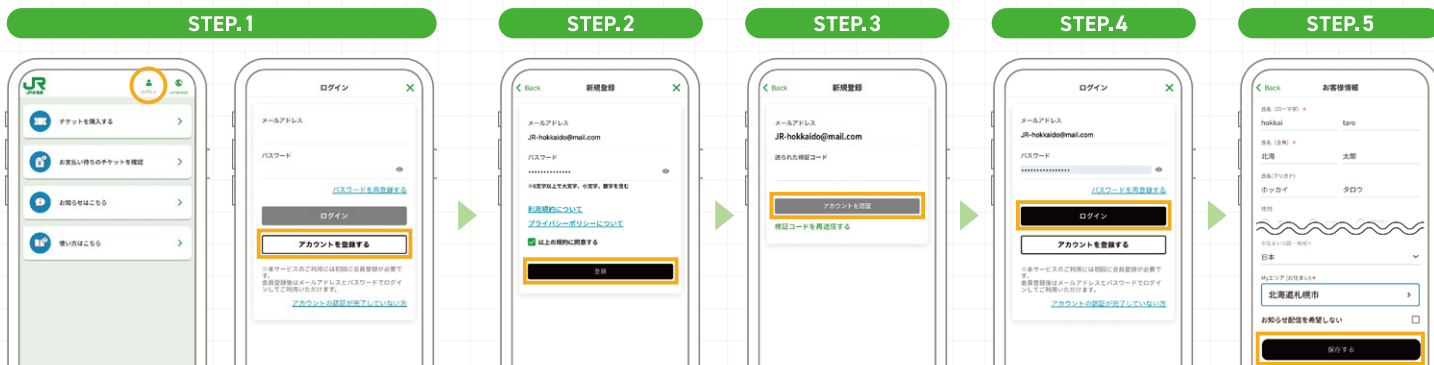 STEP.1
JR
JR北海道
ログイン
Language
チケットを購入する
お支払い待ちのチケットを確認
お知らせはこちら
使い方はこちら
ログイン
メールアドレス
パスワード
パスワードを再登録する
ログイン
アカウントを登録する
※本サービスのご利用には初回に会員登録が必要で
す。
会員登録後はメールアドレスとパスワードでログイ
ンしてご利用いただけます。
アカウントの認証が完了していない方
STEP.2
Back
新規登録
メールアドレス
JR-hokkaido@mail.com
パスワード
※8文字以上で大文字、小文字、数字を含む
利用規約について
プライバシーポリシーについて
以上の規約に同意する
登録
STEP.3
Back
新規登録
メールアドレス
JR-hokkaido@mail.com
送られた検証コード
アカウントを認証
検証コードを再送信する
STEP.4
ログイン
メールアドレス
JR-hokkaido@mail.com
パスワード
パスワードを再登録する
ログイン
アカウントを登録する
※本サービスのご利用には初回に会員登録が必要で
す。
会員登録後はメールアドレスとパスワードでログイ
ンしてご利用いただけます。
アカウントの認証が完了していない方
STEP.5
Back
お客様情報
氏名 (ローマ字) *
hokkai taro
氏名 (全角) *
北海 太郎
氏名(フリガナ)
ホッカイ タロウ
性別
お住まいの国・地域*
日本
Myエリア (お住まい)*
北海道札幌市
お知らせ配信を希望しない
保存する